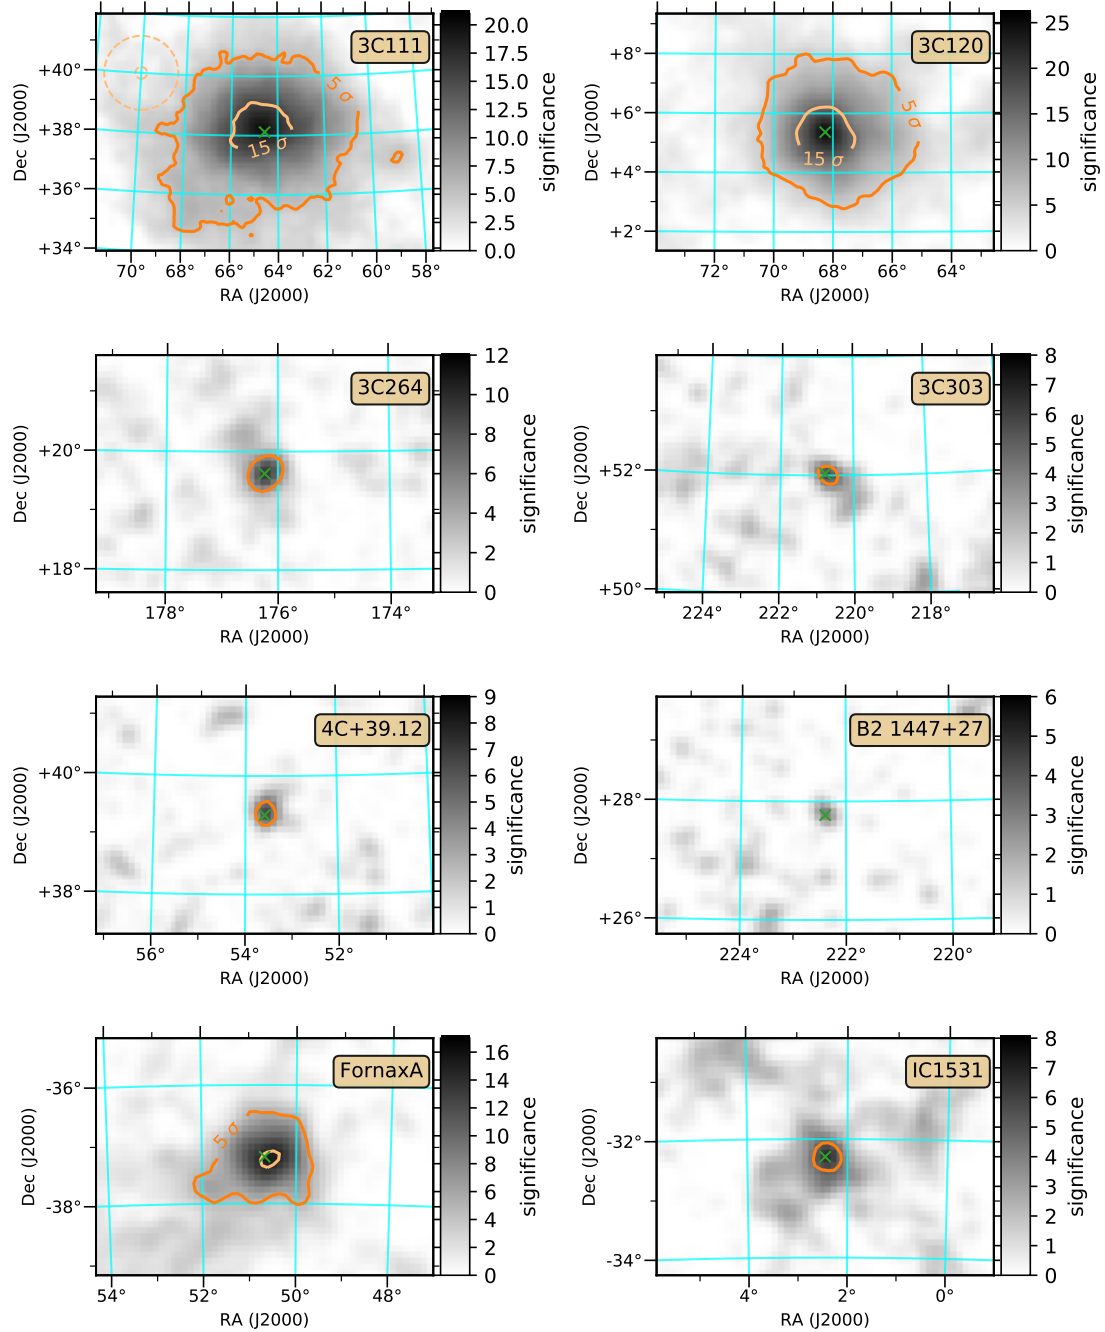 3C111
5 σ
15 σ
+40°
+38°
+36°
+34°
Dec (J2000)
70° 68° 66° 64° 62° 60° 58°
RA (J2000)
20.0
17.5
15.0
12.5
10.0
7.5
5.0
2.5
0.0
significance
3C120
5 σ
15 σ
+8°
+6°
+4°
+2°
Dec (J2000)
72° 70° 68° 66° 64°
RA (J2000)
25
20
15
10
5
0
significance
3C264
+20°
+18°
Dec (J2000)
178° 176° 174°
RA (J2000)
12
10
8
6
4
2
0
significance
3C303
+52°
+50°
Dec (J2000)
224° 222° 220° 218°
RA (J2000)
8
7
6
5
4
3
2
1
0
significance
4C+39.12
+40°
+38°
Dec (J2000)
56° 54° 52°
RA (J2000)
9
8
7
6
5
4
3
2
1
0
significance
B2 1447+27
+28°
+26°
Dec (J2000)
224° 222° 220°
RA (J2000)
6
5
4
3
2
1
0
significance
FornaxA
5 σ
-36°
-38°
Dec (J2000)
54° 52° 50° 48°
RA (J2000)
16
14
12
10
8
6
4
2
0
significance
IC1531
-32°
-34°
Dec (J2000)
4° 2° 0°
RA (J2000)
8
7
6
5
4
3
2
1
0
significance